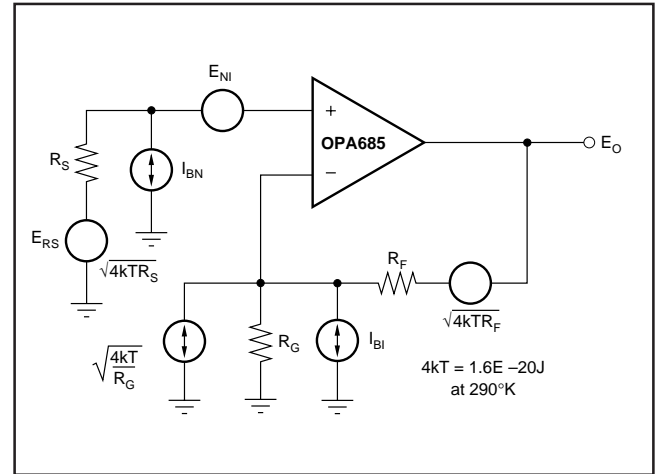 E_NI
+
OPA685
E_O
R_S
I_BN
−
E_RS
√4kTR_S
R_F
√4kTR_F
√4kT/R_G
R_G
I_BI
4kT = 1.6E –20J
at 290°K